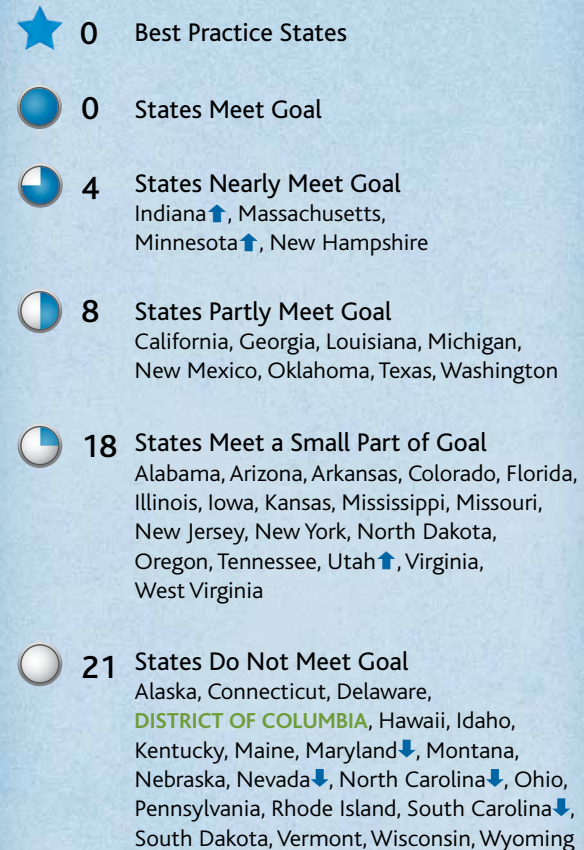 0 Best Practice States
0 States Meet Goal
4 States Nearly Meet Goal
Indiana⬆, Massachusetts,
Minnesota⬆, New Hampshire
8 States Partly Meet Goal
California, Georgia, Louisiana, Michigan,
New Mexico, Oklahoma, Texas, Washington
18 States Meet a Small Part of Goal
Alabama, Arizona, Arkansas, Colorado, Florida,
Illinois, Iowa, Kansas, Mississippi, Missouri,
New Jersey, New York, North Dakota,
Oregon, Tennessee, Utah⬆, Virginia,
West Virginia
21 States Do Not Meet Goal
Alaska, Connecticut, Delaware,
DISTRICT OF COLUMBIA, Hawaii, Idaho,
Kentucky, Maine, Maryland⬇, Montana,
Nebraska, Nevada⬇, North Carolina⬇, Ohio,
Pennsylvania, Rhode Island, South Carolina⬇,
South Dakota, Vermont, Wisconsin, Wyoming